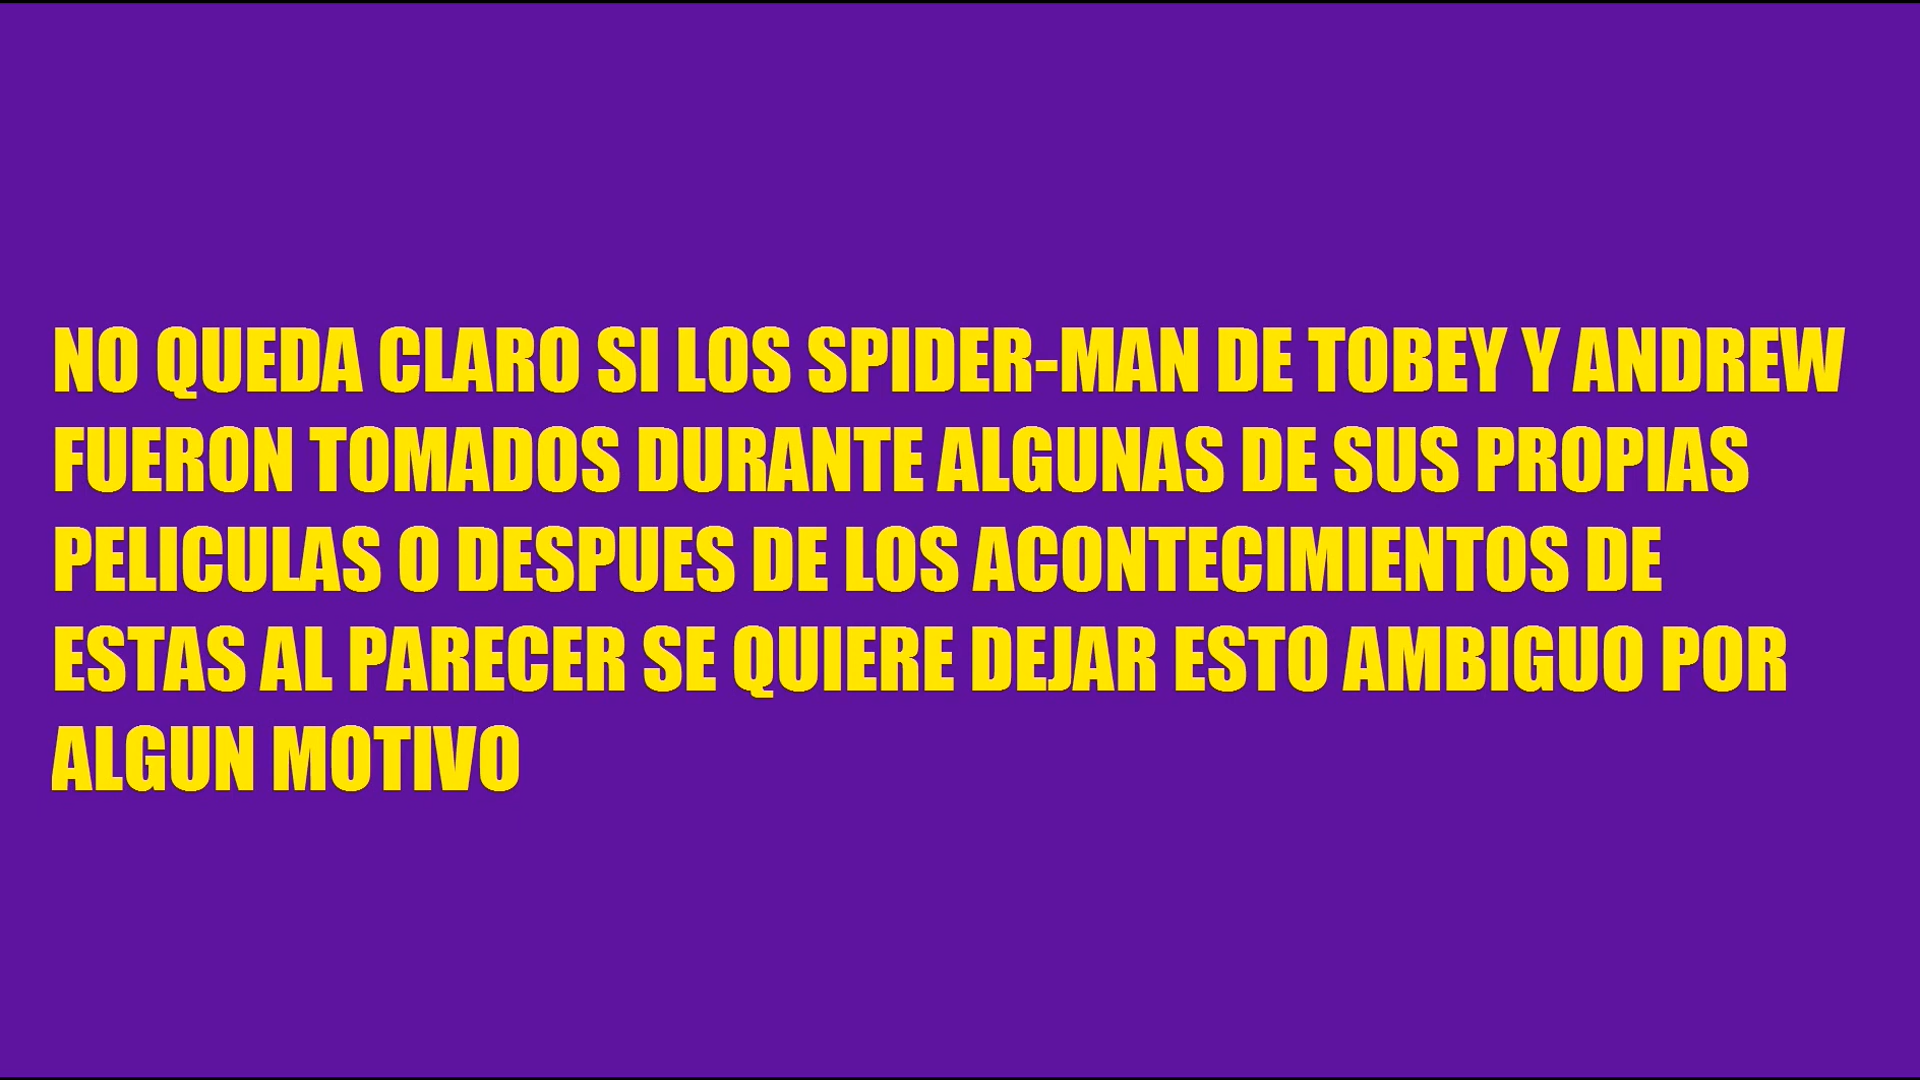 NO QUEDA CLARO SI LOS SPIDER-MAN DE TOBEY Y ANDREW
FUERON TOMADOS DURANTE ALGUNAS DE SUS PROPIAS
PELICULAS O DESPUES DE LOS ACONTECIMIENTOS DE
ESTAS AL PARECER SE QUIERE DEJAR ESTO AMBIGUO POR
ALGUN MOTIVO